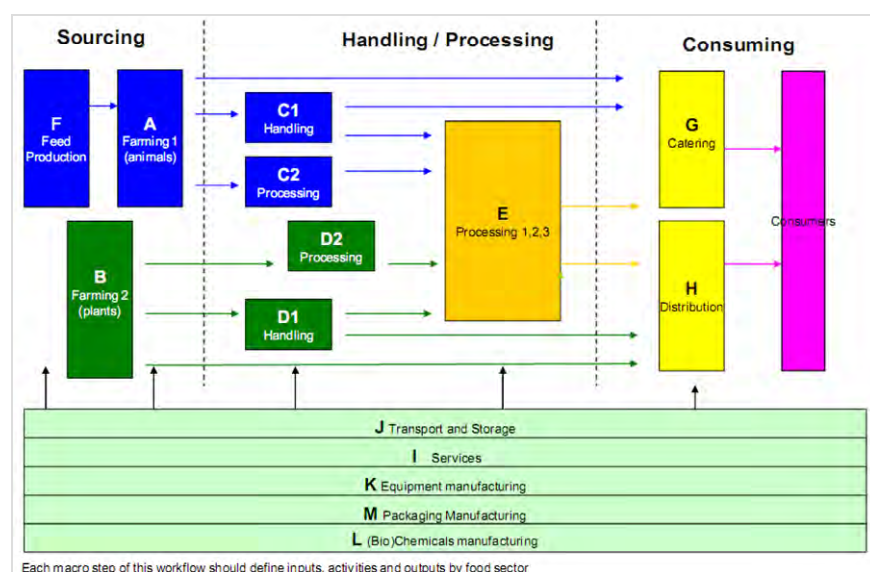 Sourcing
Handling / Processing
Consuming
F
Feed
Production
A
Farming 1
(animals)
C1
Handling
C2
Processing
E
Processing 1,2,3
G
Catering
Consumers
B
Farming 2
(plants)
D2
Processing
D1
Handling
H
Distribution
J Transport and Storage
I Services
K Equipment manufacturing
M Packaging Manufacturing
L (Bio)Chemicals manufacturing
Each macro step of this workflow should define inputs, activities and outputs by food sector